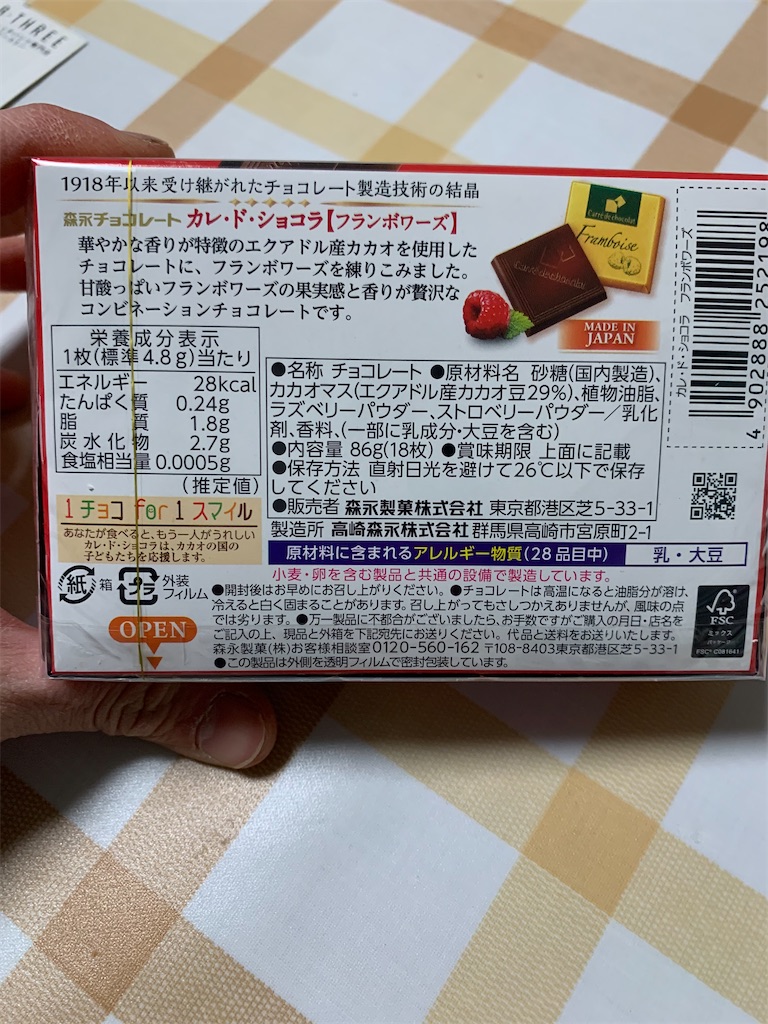 R·THREE
1918年以来受け継がれたチョコレート製造技術の結晶
森永チョコレート カレ・ド・ショコラ【フランボワーズ】
華やかな香りが特徴のエクアドル産カカオを使用した
チョコレートに、フランボワーズを練りこみました。
甘酸っぱいフランボワーズの果実感と香りが贅沢な
コンビネーションチョコレートです。
Carré de chocolat
Framboise
Carré de chocolat
MADE IN
JAPAN
カレ・ド・ショコラ フランボワーズ
4 902888 252198
栄養成分表示
1枚(標準4.8g)当たり
エネルギー 28kcal
たんぱく質 0.24g
脂質 1.8g
炭水化物 2.7g
食塩相当量 0.0005g
(推定値)
●名称 チョコレート ●原材料名 砂糖(国内製造)、
カカオマス(エクアドル産カカオ豆29%)、植物油脂、
ラズベリーパウダー、ストロベリーパウダー／乳化
剤、香料、(一部に乳成分・大豆を含む)
●内容量 86g(18枚) ●賞味期限 上面に記載
●保存方法 直射日光を避けて26℃以下で保存
してください
●販売者 森永製菓株式会社 東京都港区芝5-33-1
製造所 高崎森永株式会社 群馬県高崎市宮原町2-1
1チョコ for 1スマイル
あなたが食べると、もう一人がうれしい
カレ・ド・ショコラは、カカオの国の
子どもたちを応援します。
原材料に含まれるアレルギー物質(28品目中) 乳・大豆
小麦・卵を含む製品と共通の設備で製造しています。
紙 箱 プラ 外装
フィルム
●開封後はお早めにお召し上がりください。●チョコレートは高温になると油脂分が溶け、
冷えると白く固まることがあります。召し上がってもさしつかえありませんが、風味の点
では劣ります。●万一製品に不都合がございましたら、お手数ですがご購入の月日・店名を
ご記入の上、現品と外箱を下記宛先にお送りください。代品と送料をお送りいたします。
森永製菓(株)お客様相談室0120-560-162 〒108-8403東京都港区芝5-33-1
●この製品は外側を透明フィルムで密封包装しています。
OPEN
FSC
ミックス
パッケージ
FSC® C081641